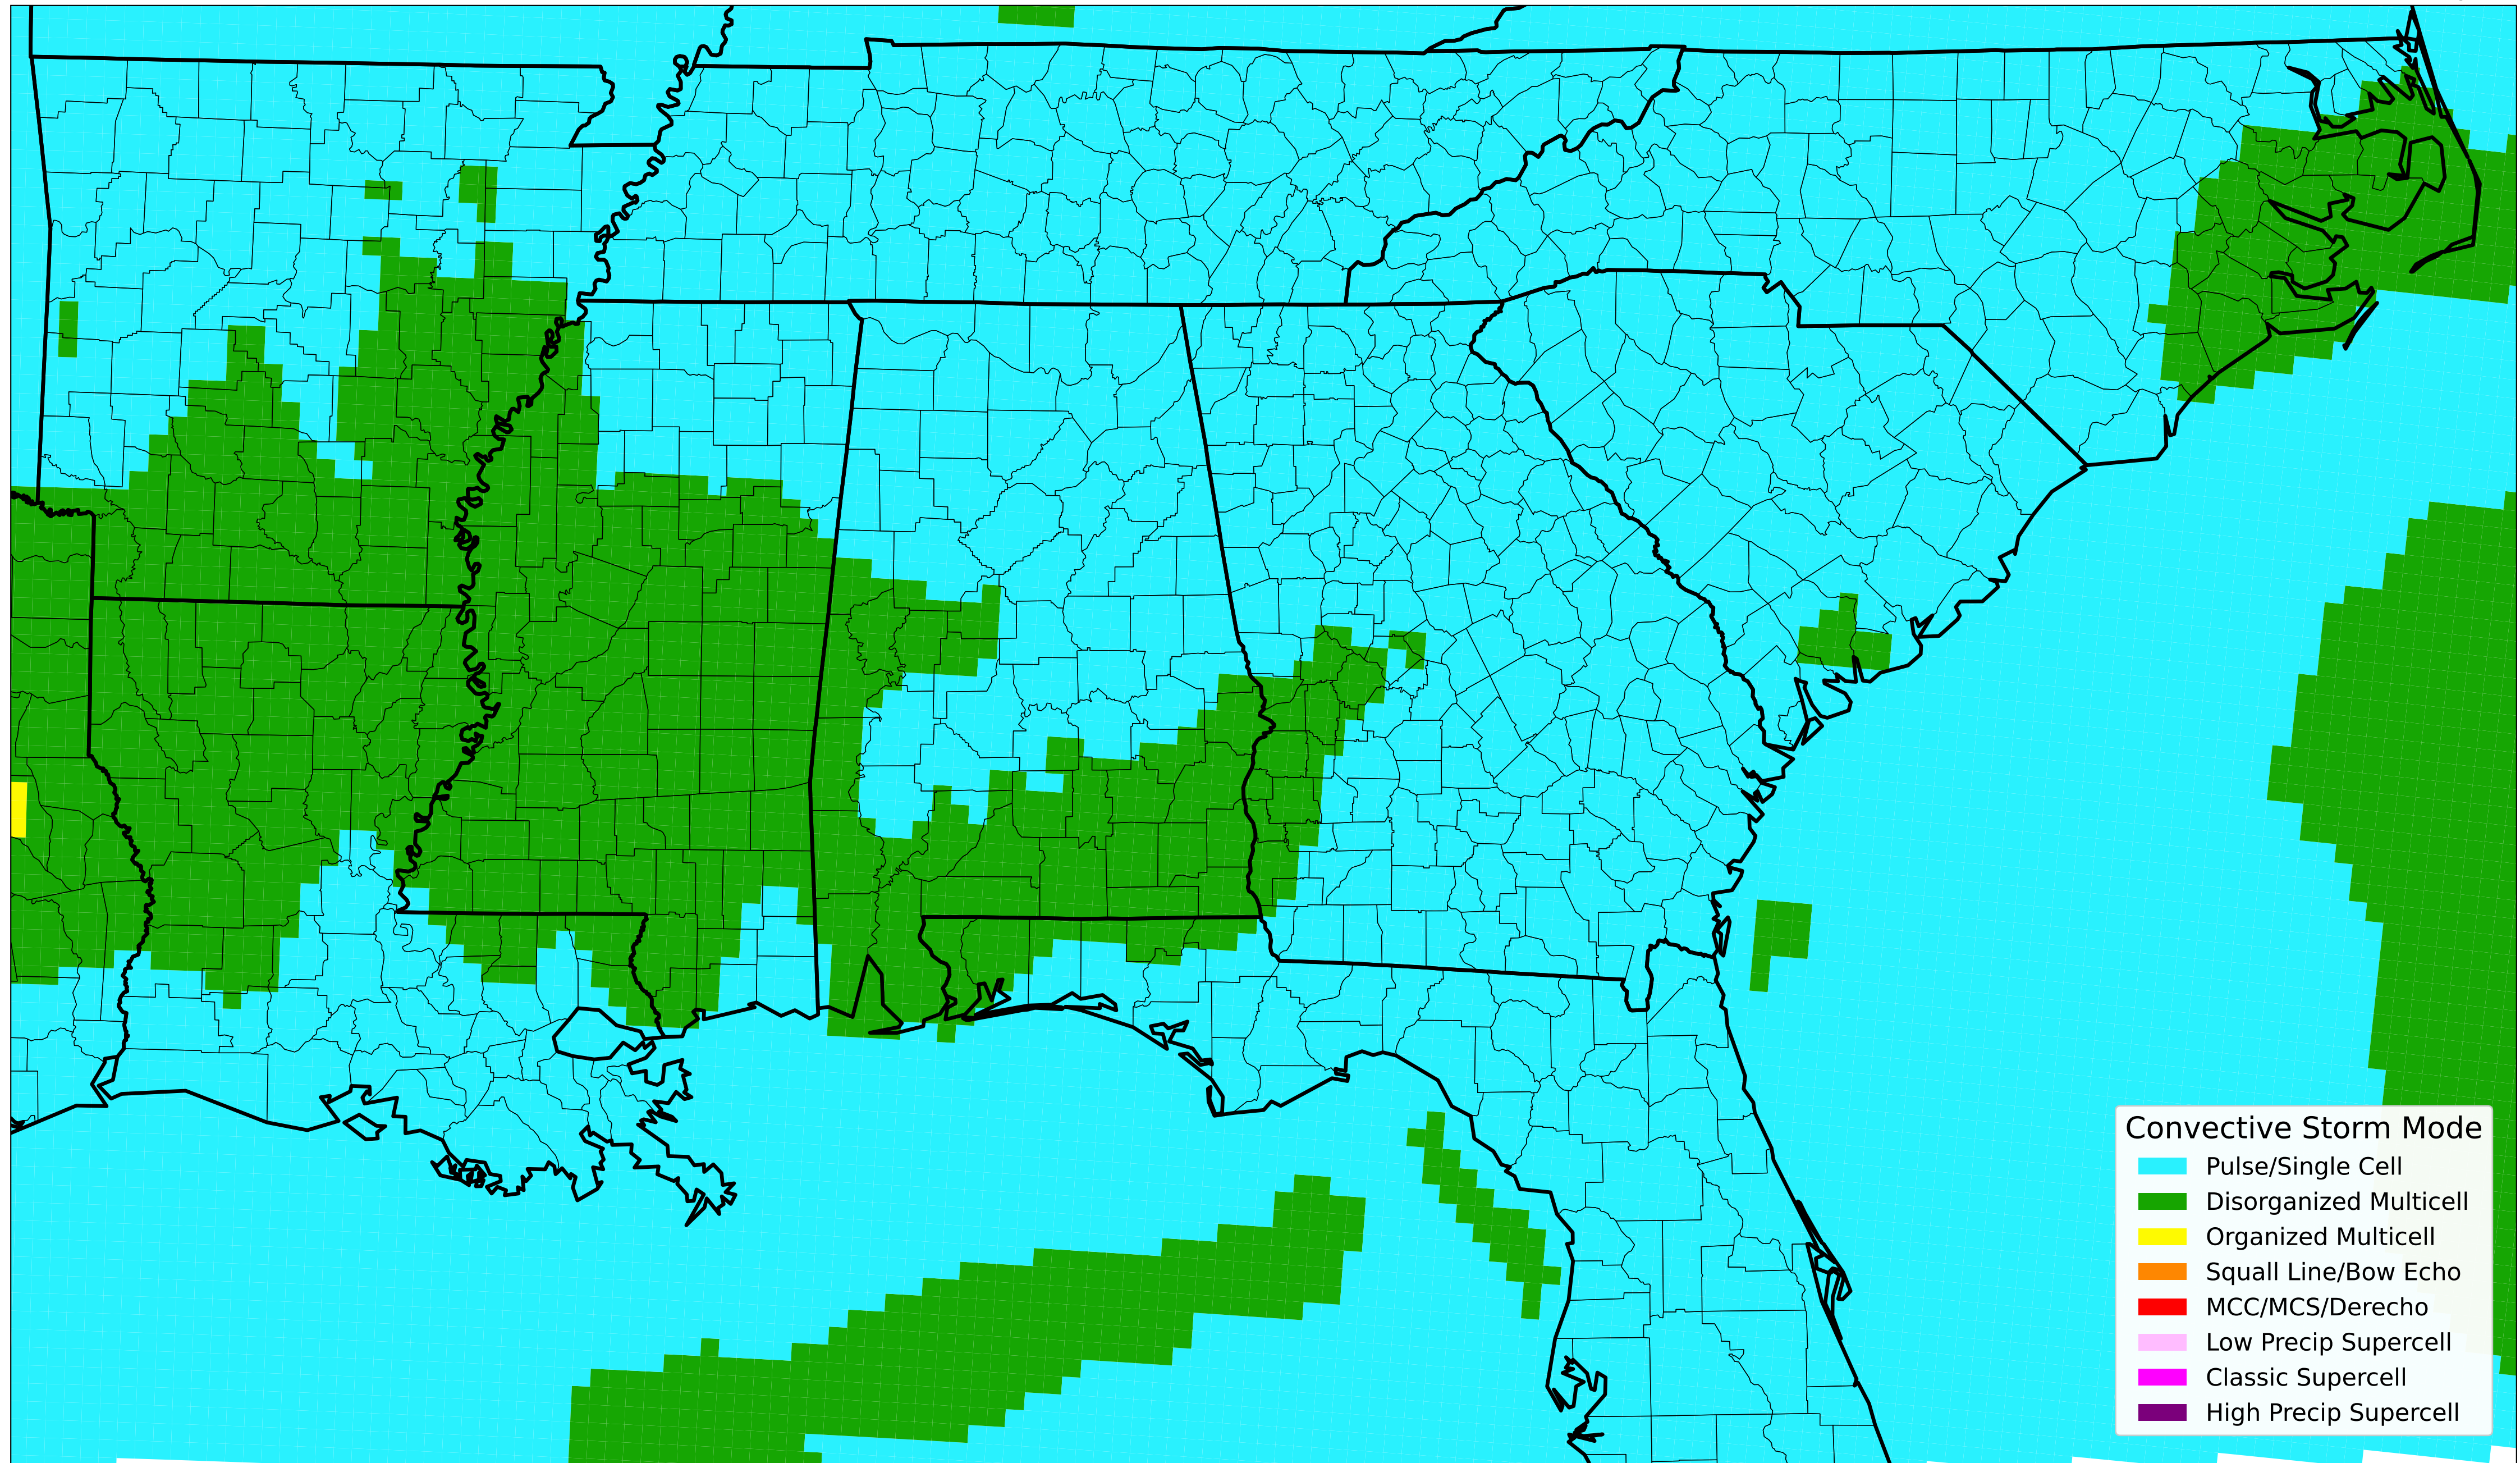 Convective Storm Mode
Pulse/Single Cell
Disorganized Multicell
Organized Multicell
Squall Line/Bow Echo
MCC/MCS/Derecho
Low Precip Supercell
Classic Supercell
High Precip Supercell